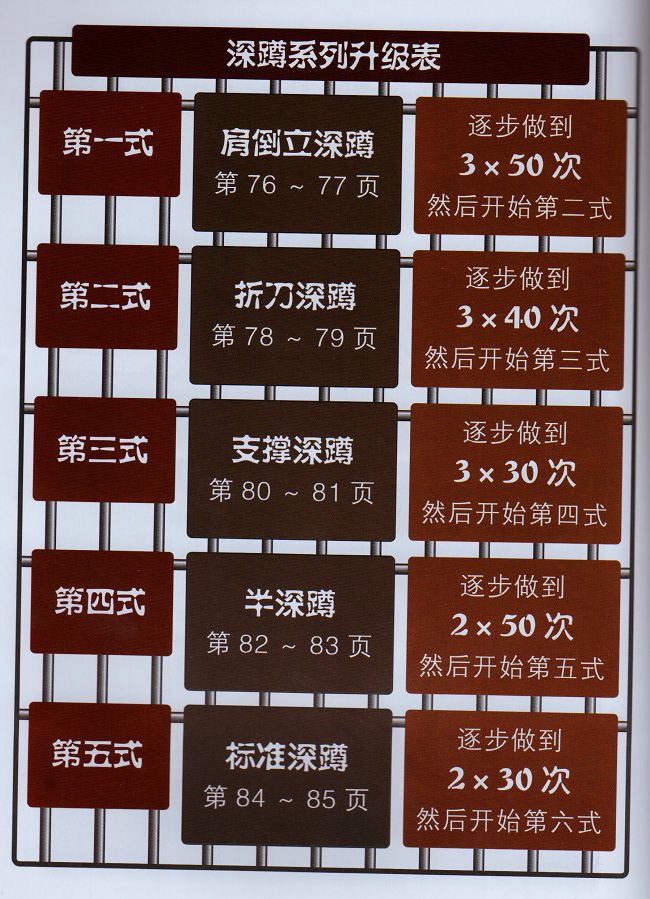 深蹲系列升级表
第一式
肩倒立深蹲
第 76 ~ 77 页
逐步做到
3 × 50 次
然后开始第二式
第二式
折刀深蹲
第 78 ~ 79 页
逐步做到
3 × 40 次
然后开始第三式
第三式
支撑深蹲
第 80 ~ 81 页
逐步做到
3 × 30 次
然后开始第四式
第四式
半深蹲
第 82 ~ 83 页
逐步做到
2 × 50 次
然后开始第五式
第五式
标准深蹲
第 84 ~ 85 页
逐步做到
2 × 30 次
然后开始第六式